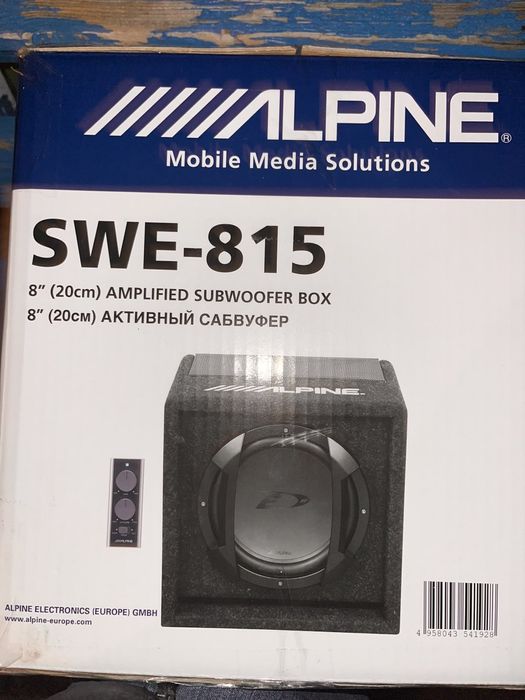 ALPINE®
Mobile Media Solutions
SWE-815
8" (20cm) AMPLIFIED SUBWOOFER BOX
8" (20см) АКТИВНЫЙ САБВУФЕР
ALPINE.
ALPINE
ALPINE ELECTRONICS (EUROPE) GMBH
www.alpine-europe.com
4 958043 541928